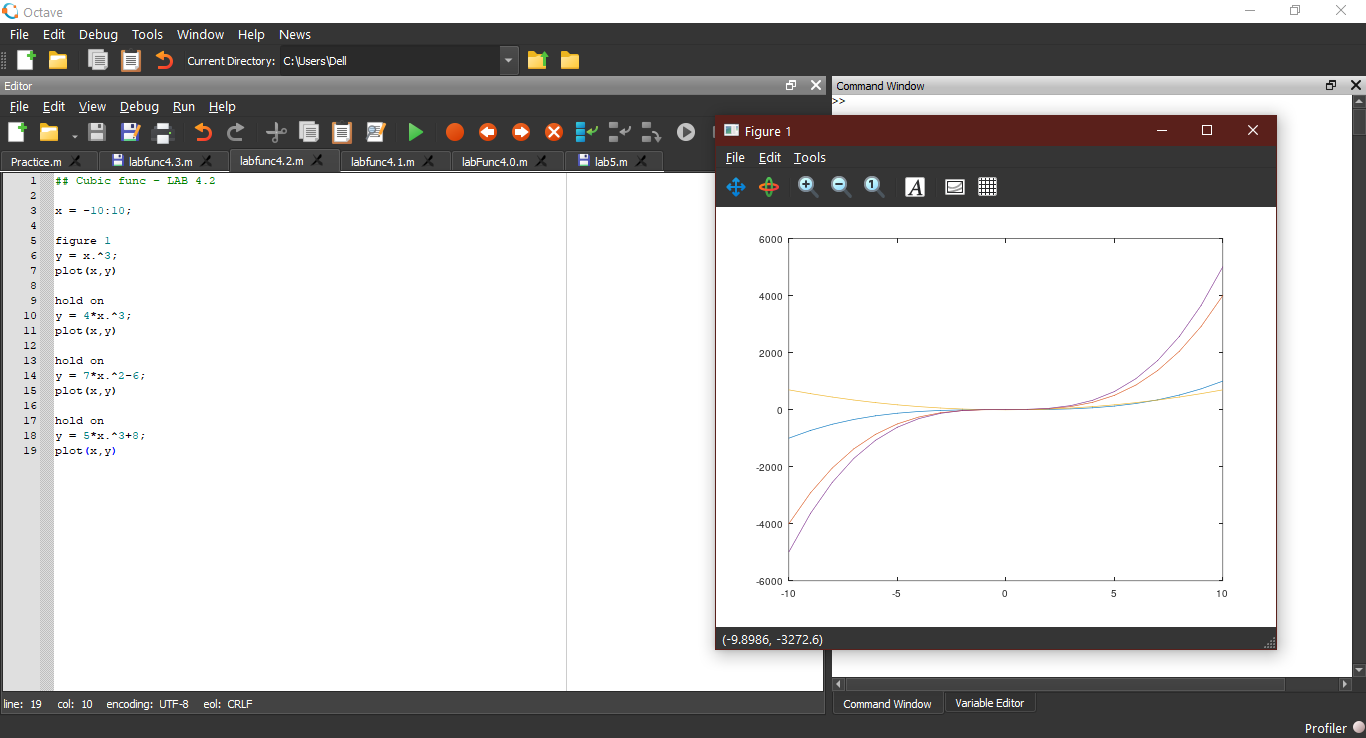 Octave
File Edit Debug Tools Window Help News
Current Directory: C:\Users\Dell
Editor
File Edit View Debug Run Help
Practice.m labfunc4.3.m labfunc4.2.m labfunc4.1.m labFunc4.0.m lab5.m
1 ## Cubic func - LAB 4.2
2
3 x = -10:10;
4
5 figure 1
6 y = x.^3;
7 plot(x,y)
8
9 hold on
10 y = 4*x.^3;
11 plot(x,y)
12
13 hold on
14 y = 7*x.^2-6;
15 plot(x,y)
16
17 hold on
18 y = 5*x.^3+8;
19 plot(x,y)
line: 19 col: 10 encoding: UTF-8 eol: CRLF
Command Window
>>
Figure 1
File Edit Tools
1 A
6000
4000
2000
0
-2000
-4000
-6000
-10 -5 0 5 10
(-9.8986, -3272.6)
Command Window Variable Editor
Profiler